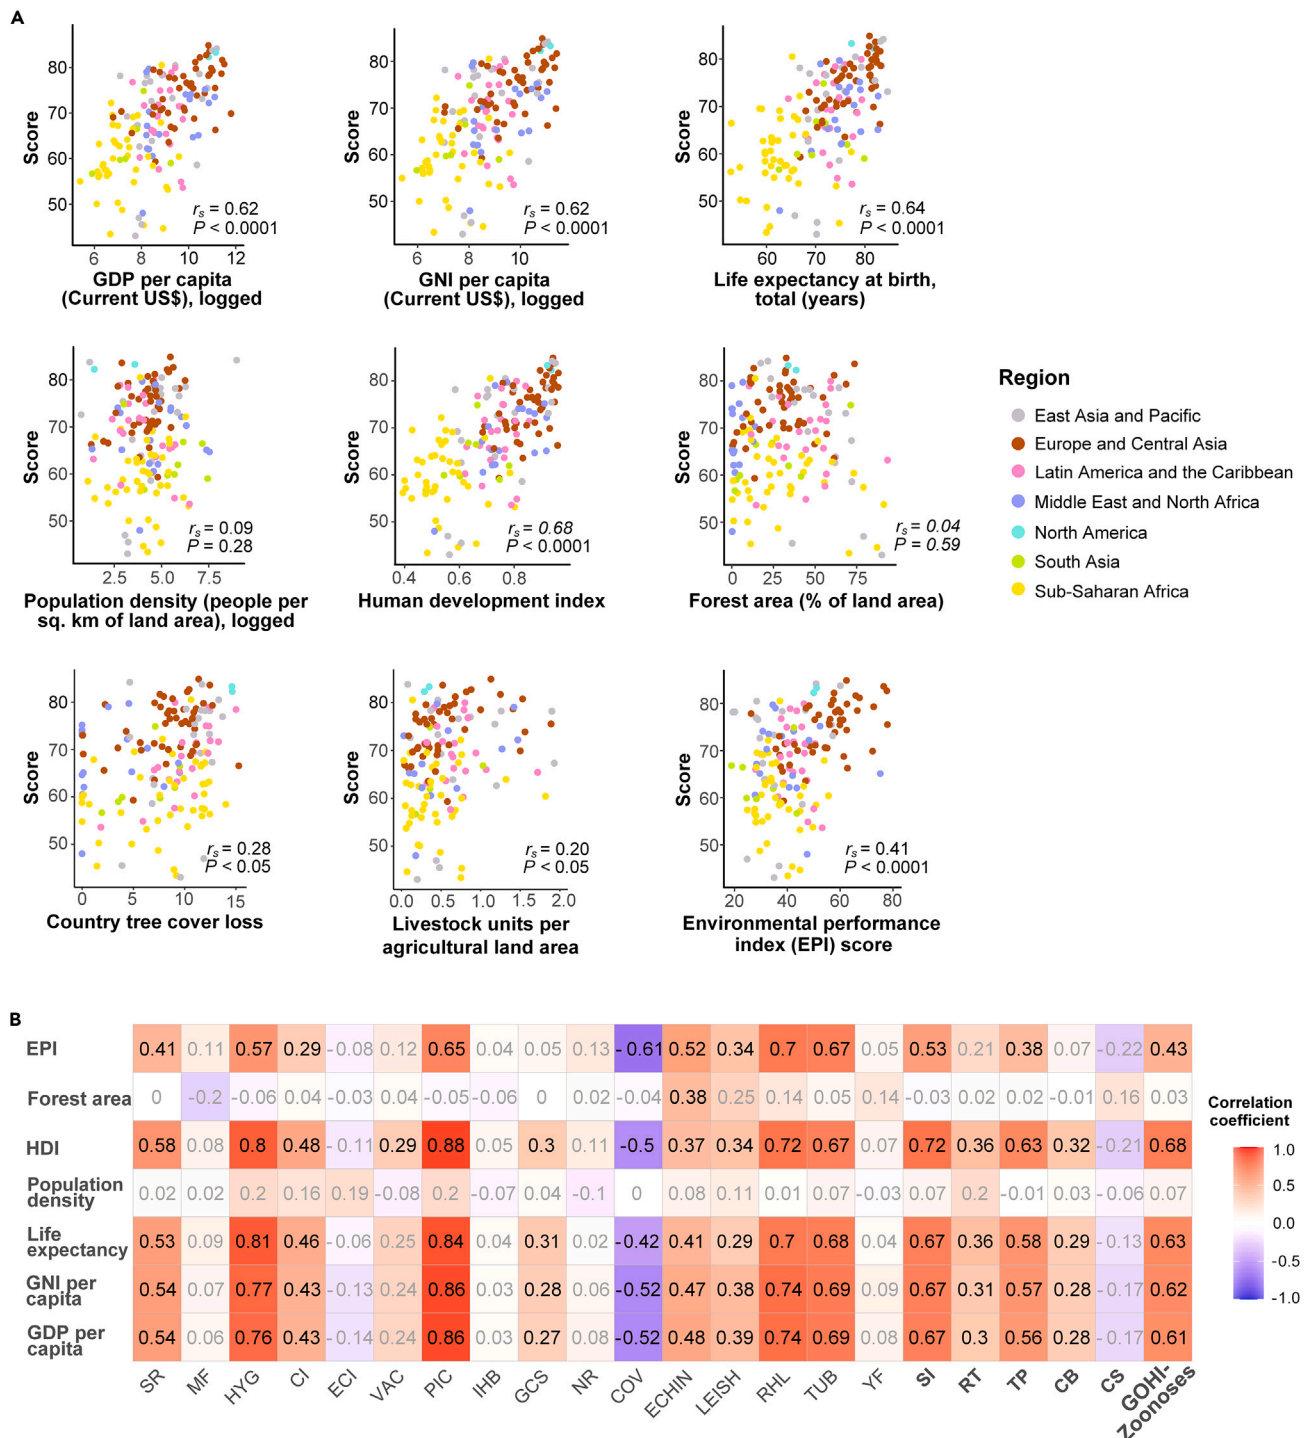 A
Score
80
70
60
50
6
8
10
12
rs = 0.62
P < 0.0001
GDP per capita
(Current US$), logged
Score
80
70
60
50
6
8
10
rs = 0.62
P < 0.0001
GNI per capita
(Current US$), logged
Score
80
70
60
50
60
70
80
rs = 0.64
P < 0.0001
Life expectancy at birth,
total (years)
Score
80
70
60
50
2.5
5.0
7.5
rs = 0.09
P = 0.28
Population density (people per
sq. km of land area), logged
Score
80
70
60
50
0.4
0.6
0.8
rs = 0.68
P < 0.0001
Human development index
Score
80
70
60
50
0
25
50
75
rs = 0.04
P = 0.59
Forest area (% of land area)
Region
East Asia and Pacific
Europe and Central Asia
Latin America and the Caribbean
Middle East and North Africa
North America
South Asia
Sub-Saharan Africa
Score
80
70
60
50
0
5
10
15
rs = 0.28
P < 0.05
Country tree cover loss
Score
80
70
60
50
0.0
0.5
1.0
1.5
2.0
rs = 0.20
P < 0.05
Livestock units per
agricultural land area
Score
80
70
60
50
20
40
60
80
rs = 0.41
P < 0.0001
Environmental performance
index (EPI) score
B
EPI 0.41 0.11 0.57 0.29 -0.08 0.12 0.65 0.04 0.05 0.13 -0.61 0.52 0.34 0.7 0.67 0.05 0.53 0.21 0.38 0.07 -0.22 0.43
Forest area 0 -0.2 -0.06 0.04 -0.03 0.04 -0.05 -0.06 0 0.02 -0.04 0.38 0.25 0.14 0.05 0.14 -0.03 0.02 0.02 -0.01 0.16 0.03
HDI 0.58 0.08 0.8 0.48 -0.11 0.29 0.88 0.05 0.3 0.11 -0.5 0.37 0.34 0.72 0.67 0.07 0.72 0.36 0.63 0.32 -0.21 0.68
Population
density 0.02 0.02 0.2 0.16 0.19 -0.08 0.2 -0.07 0.04 -0.1 0 0.08 0.11 0.01 0.07 -0.03 0.07 0.2 -0.01 0.03 -0.06 0.07
Life
expectancy 0.53 0.09 0.81 0.46 -0.06 0.25 0.84 0.04 0.31 0.02 -0.42 0.41 0.29 0.7 0.68 0.04 0.67 0.36 0.58 0.29 -0.13 0.63
GNI per
capita 0.54 0.07 0.77 0.43 -0.13 0.24 0.86 0.03 0.28 0.06 -0.52 0.47 0.38 0.74 0.69 0.09 0.67 0.31 0.57 0.28 -0.17 0.62
GDP per
capita 0.54 0.06 0.76 0.43 -0.14 0.24 0.86 0.03 0.27 0.08 -0.52 0.48 0.39 0.74 0.69 0.08 0.67 0.3 0.56 0.28 -0.17 0.61
SR MF HYG CI ECI VAC PIC IHB GCS NR COV ECHIN LEISH RHL TUB YF SI RT TP CB CS GOHI-
Zoonoses
Correlation
coefficient
1.0
0.5
0.0
-0.5
-1.0